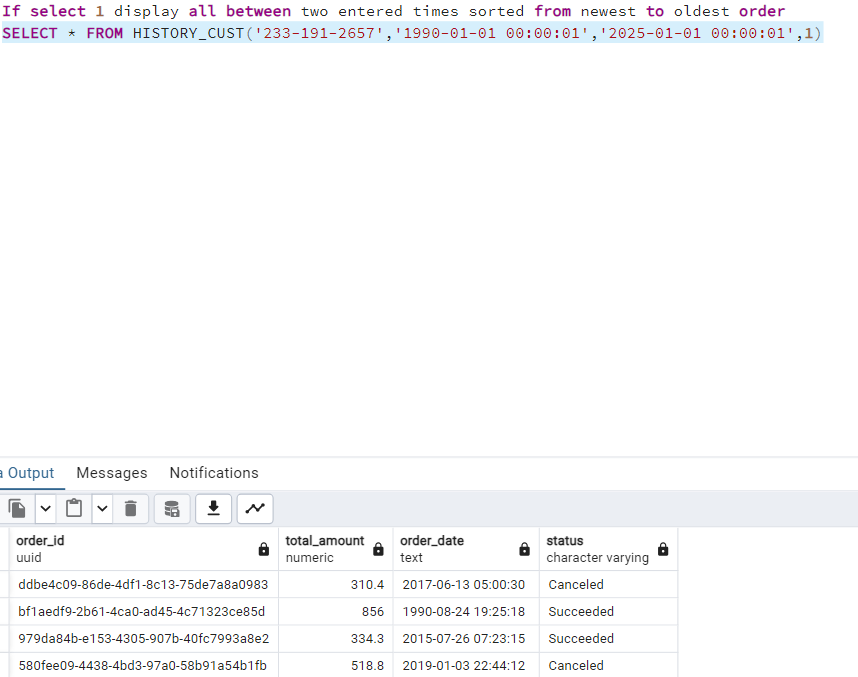 If select 1 display all between two entered times sorted from newest to oldest order
SELECT * FROM HISTORY_CUST('233-191-2657','1990-01-01 00:00:01','2025-01-01 00:00:01',1)
a Output Messages Notifications
order_id total_amount order_date status
uuid numeric text character varying
ddbe4c09-86de-4df1-8c13-75de7a8a0983 310.4 2017-06-13 05:00:30 Canceled
bf1aedf9-2b61-4ca0-ad45-4c71323ce85d 856 1990-08-24 19:25:18 Succeeded
979da84b-e153-4305-907b-40fc7993a8e2 334.3 2015-07-26 07:23:15 Succeeded
580fee09-4438-4bd3-97a0-58b91a54b1fb 518.8 2019-01-03 22:44:12 Canceled